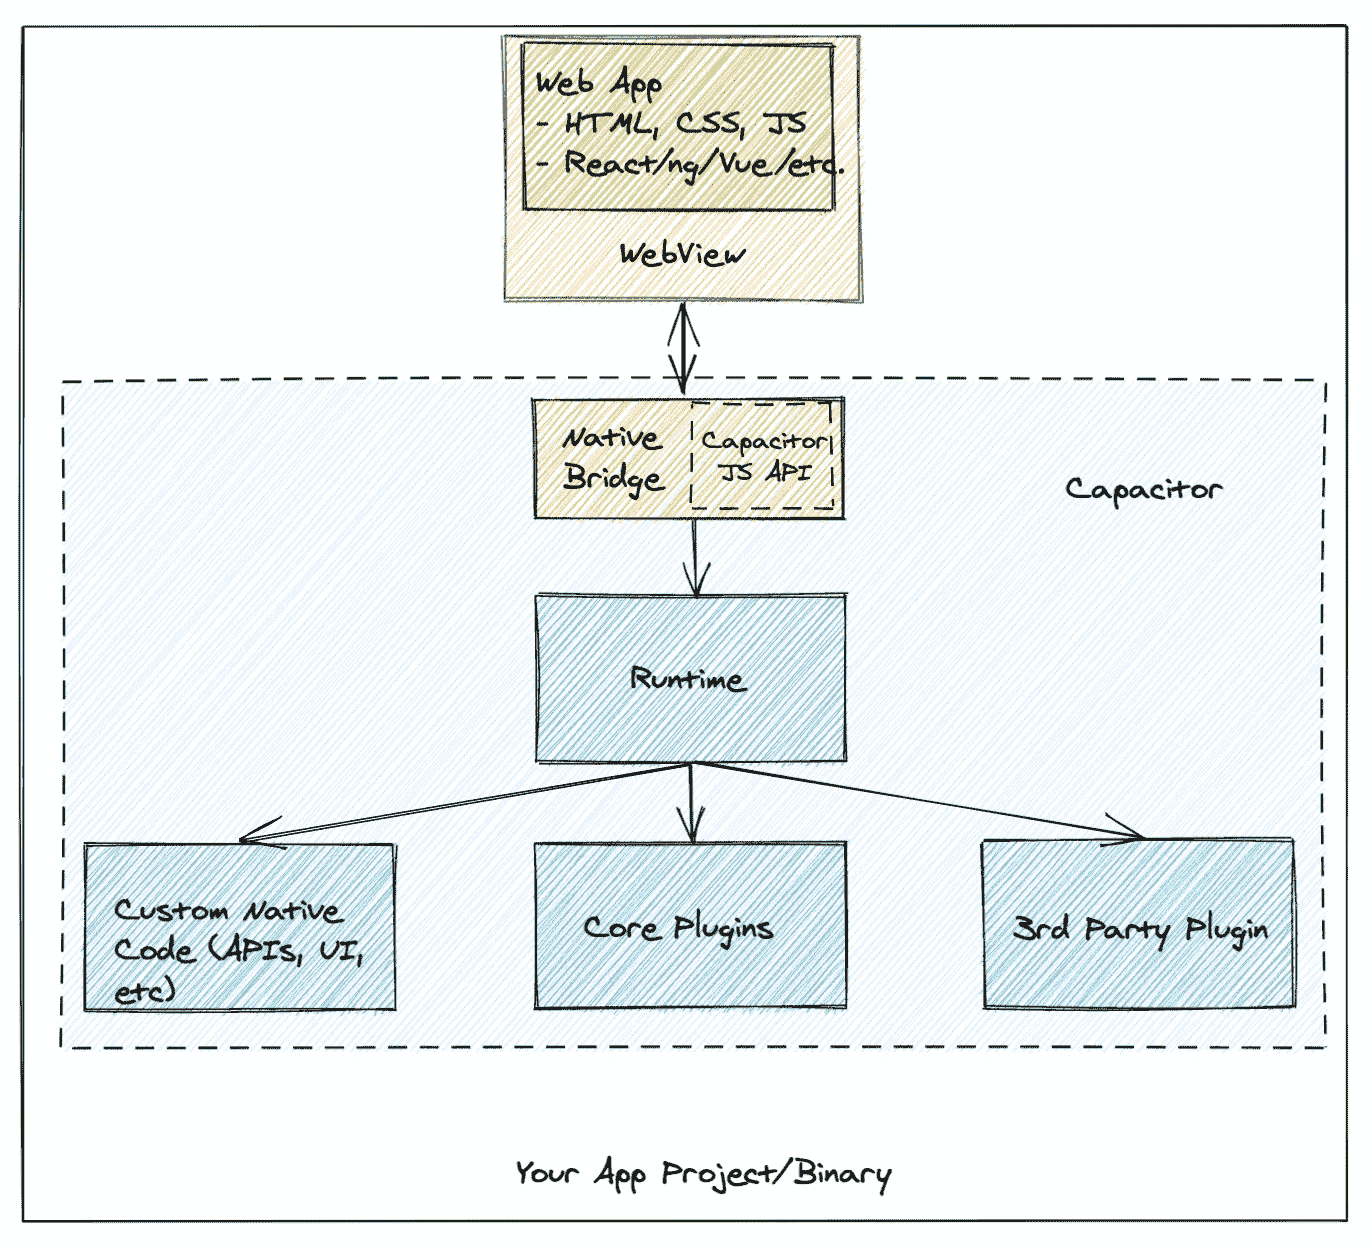 Web App
- HTML, CSS, JS
- React/ng/Vue/etc.
WebView
Native
Bridge
Capacitor
JS API
Capacitor
Runtime
Custom Native
Code (APIs, UI,
etc)
Core Plugins
3rd Party Plugin
Your App Project/Binary